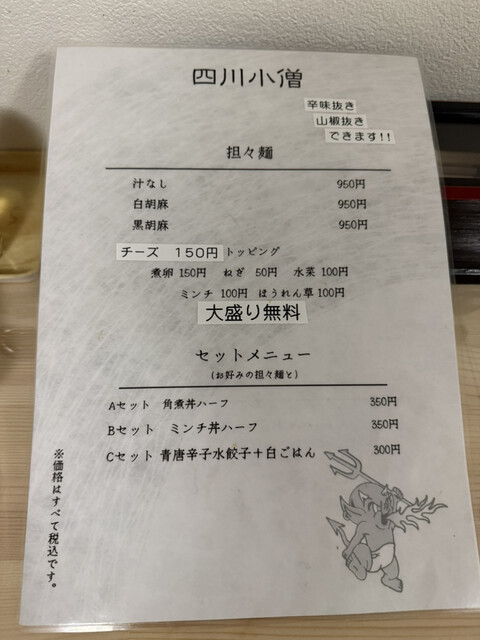 四川小僧
辛味抜き
山椒抜き
できます!!
担々麺
汁なし 950円
白胡麻 950円
黒胡麻 950円
チーズ 150円 トッピング
煮卵 150円 ねぎ 50円 水菜 100円
ミンチ 100円 ほうれん草 100円
大盛り無料
セットメニュー
(お好みの担々麺と)
Aセット 角煮丼ハーフ 350円
Bセット ミンチ丼ハーフ 350円
Cセット 青唐辛子水餃子+白ごはん 300円
※価格はすべて税込です。